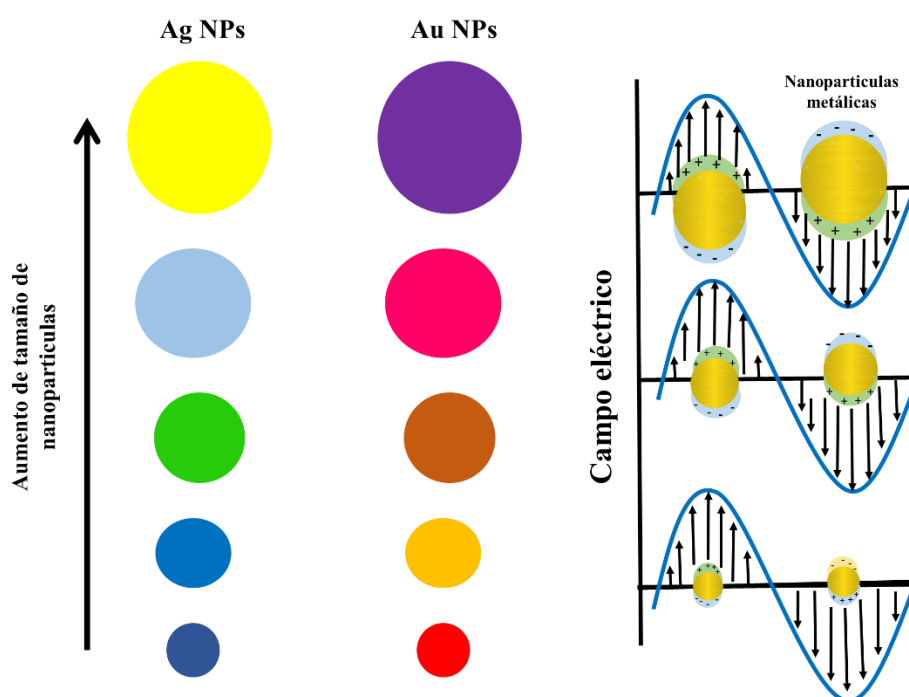 Ag NPs
Au NPs
Aumento de tamaño de
nanoparticulas
Campo eléctrico
Nanoparticulas
metálicas